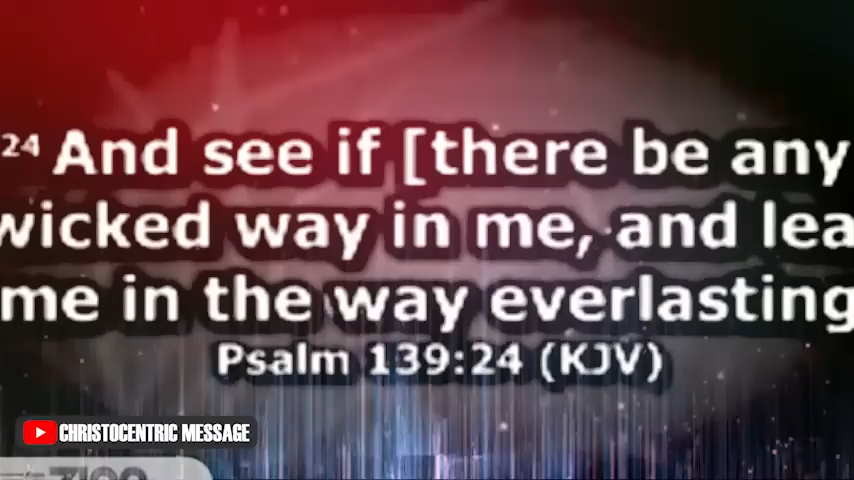 24 And see if [there be any
wicked way in me, and lea
me in the way everlasting
Psalm 139:24 (KJV)
CHRISTOCENTRIC MESSAGE